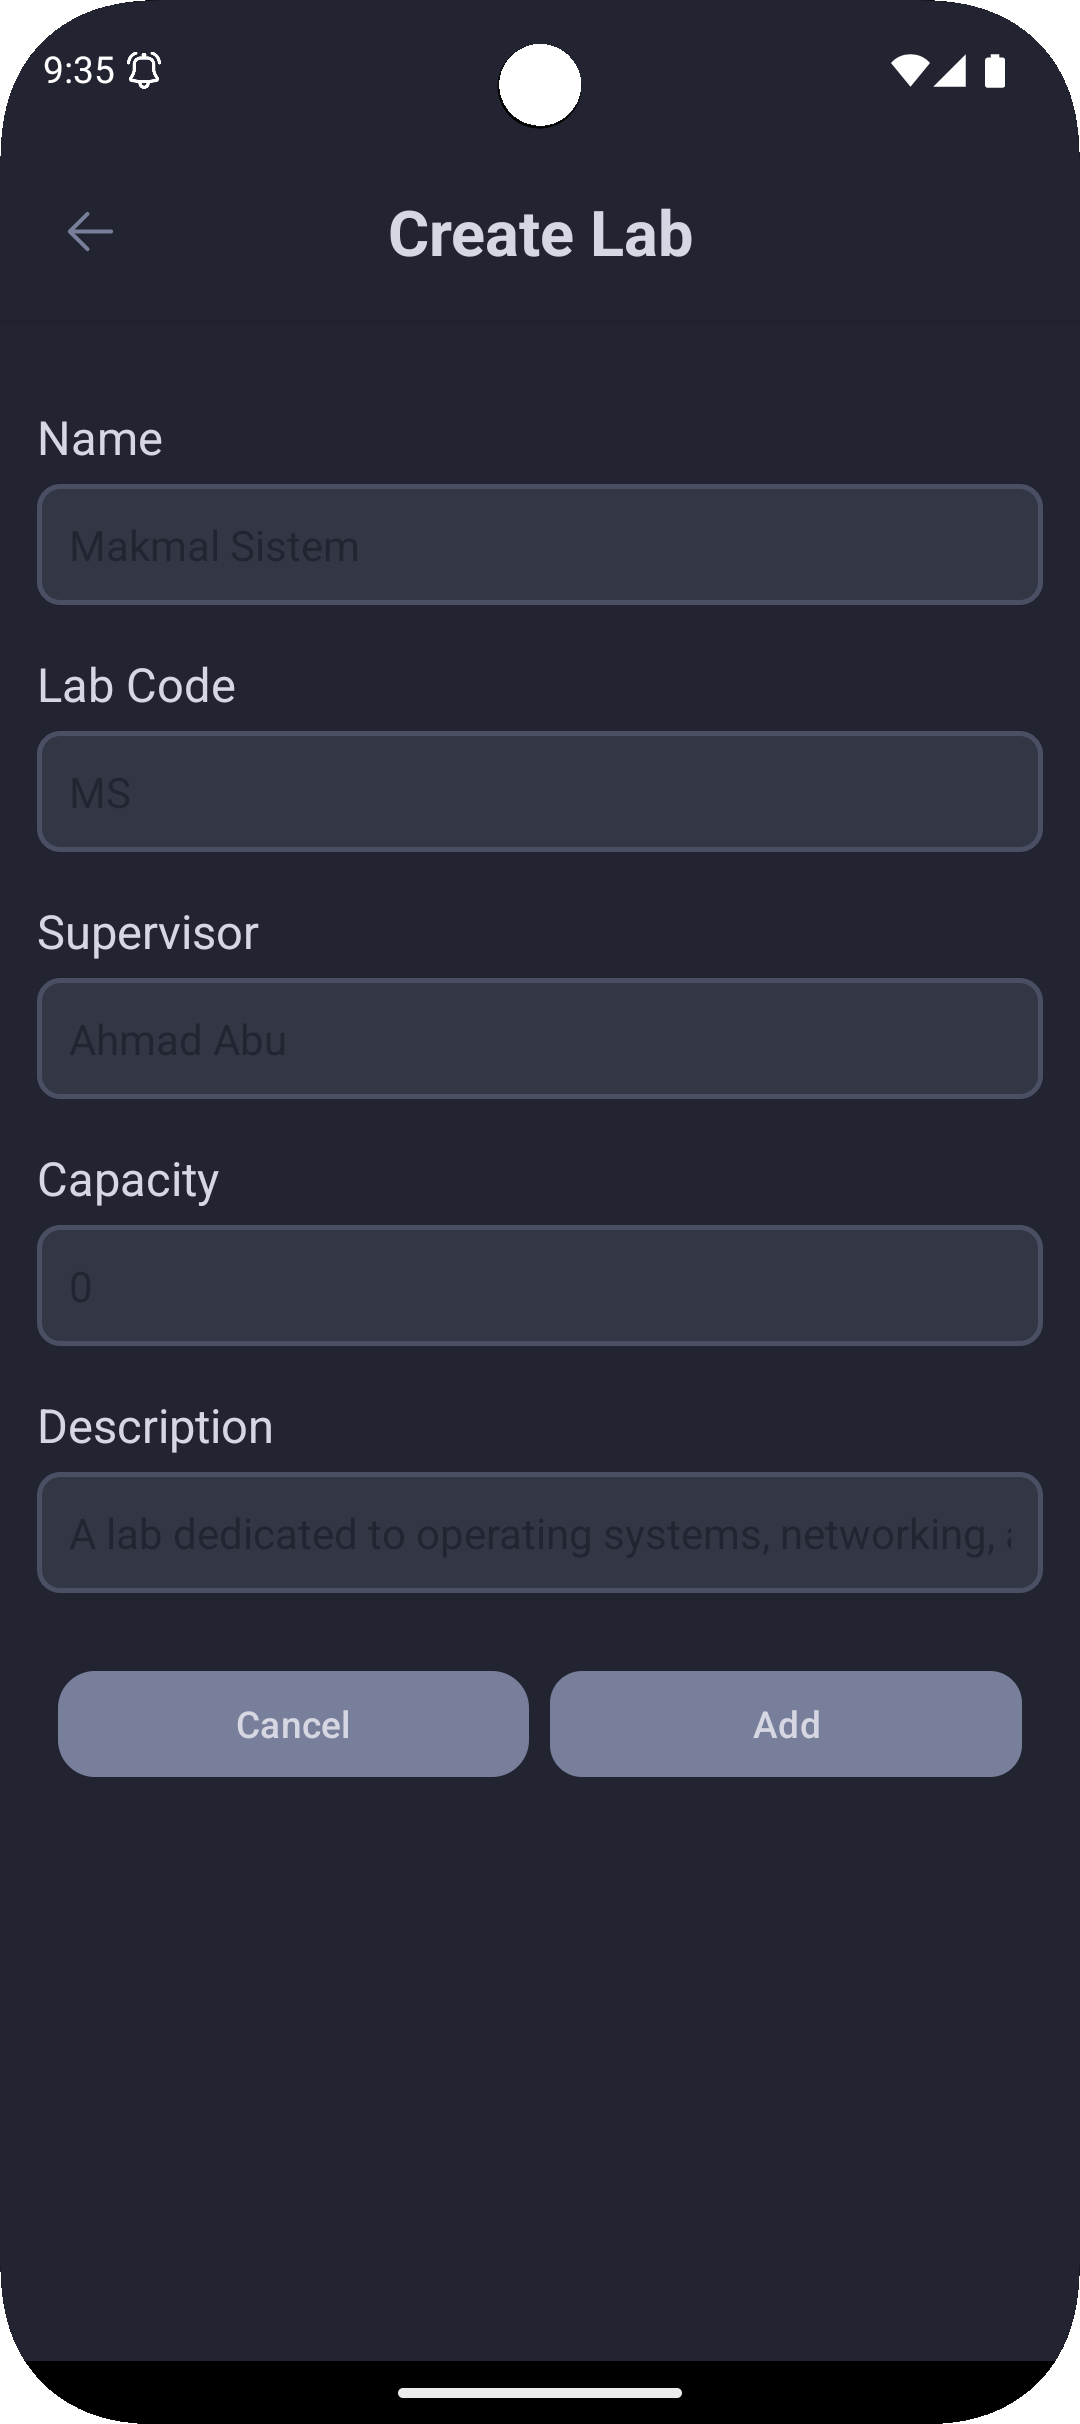 9:35
Create Lab
Name
Makmal Sistem
Lab Code
MS
Supervisor
Ahmad Abu
Capacity
0
Description
A lab dedicated to operating systems, networking,
Cancel
Add